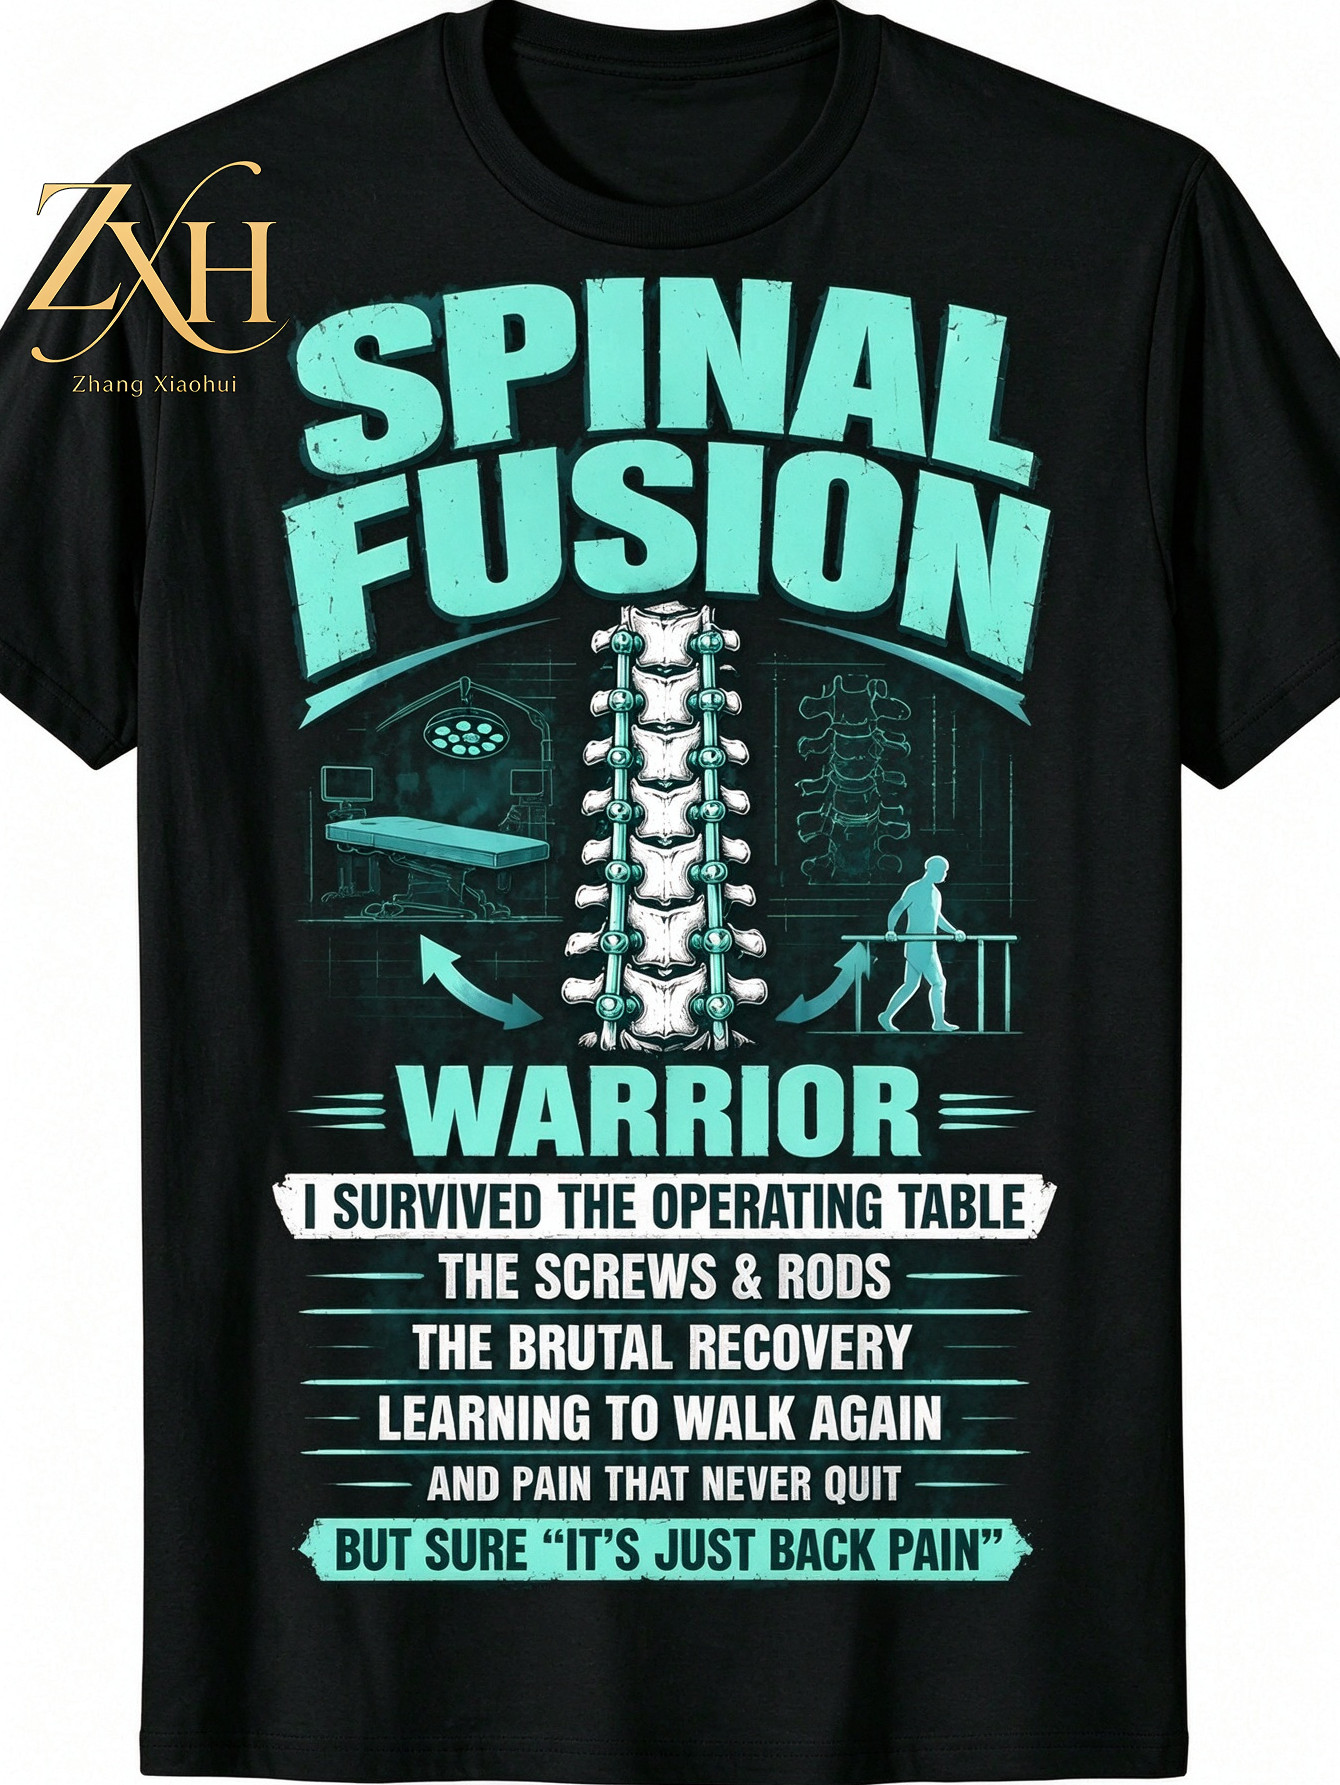 ZXH
Zhang Xiaohui
SPINAL
FUSION
WARRIOR
I SURVIVED THE OPERATING TABLE
THE SCREWS & RODS
THE BRUTAL RECOVERY
LEARNING TO WALK AGAIN
AND PAIN THAT NEVER QUIT
BUT SURE “IT’S JUST BACK PAIN”